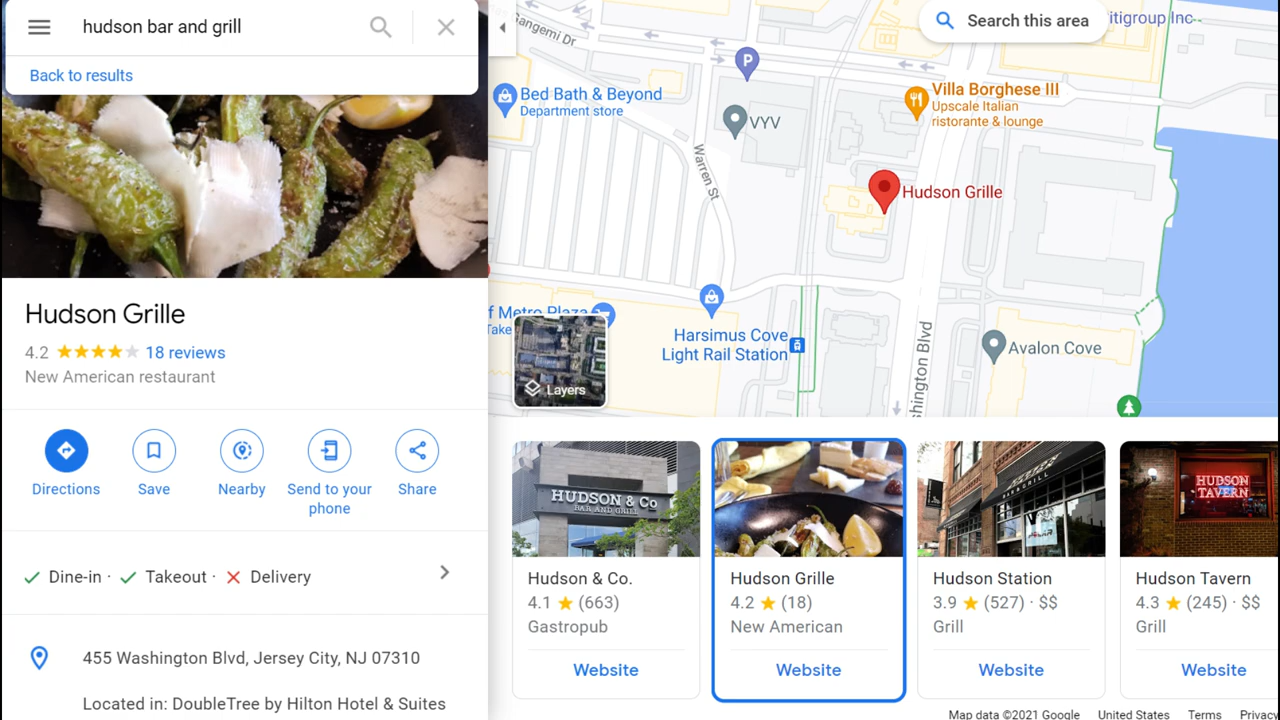 hudson bar and grill
Back to results
Hudson Grille
4.2
18 reviews
New American restaurant
Directions
Save
Nearby
Send to your
phone
Share
Dine-in ·
Takeout ·
Delivery
455 Washington Blvd, Jersey City, NJ 07310
Located in: DoubleTree by Hilton Hotel & Suites
Search this area
itigroup Inc
angemi Dr
P
Bed Bath & Beyond
Department store
VYV
Villa Borghese III
Upscale Italian
ristorante & lounge
Warren St
Hudson Grille
f Metro Plaza
Take
Harsimus Cove
Light Rail Station
Layers
shington Blvd
Avalon Cove
HUDSON & Co
BAR AND GRILL
Hudson & Co.
4.1 (663)
Gastropub
Website
Hudson Grille
4.2 (18)
New American
Website
BAR & GRILL
Hudson Station
3.9 (527) · $$
Grill
Website
HUDSON
TAVERN
Hudson Tavern
4.3 (245) · $$
Grill
Website
Map data ©2021 Google
United States
Terms
Privacy